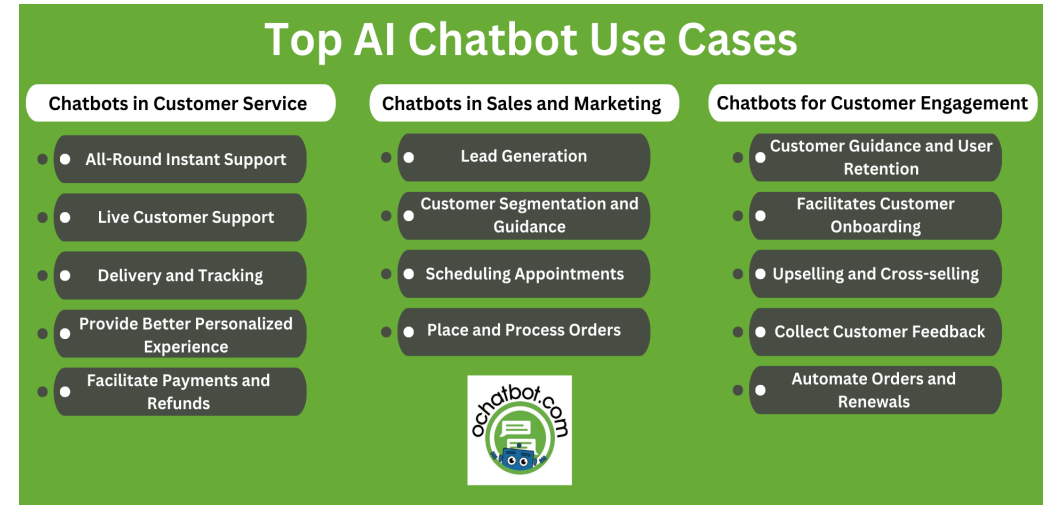 Top AI Chatbot Use Cases
Chatbots in Customer Service
All-Round Instant Support
Live Customer Support
Delivery and Tracking
Provide Better Personalized
Experience
Facilitate Payments and
Refunds
Chatbots in Sales and Marketing
Lead Generation
Customer Segmentation and
Guidance
Scheduling Appointments
Place and Process Orders
ochatbot.com
Chatbots for Customer Engagement
Customer Guidance and User
Retention
Facilitates Customer
Onboarding
Upselling and Cross-selling
Collect Customer Feedback
Automate Orders and
Renewals